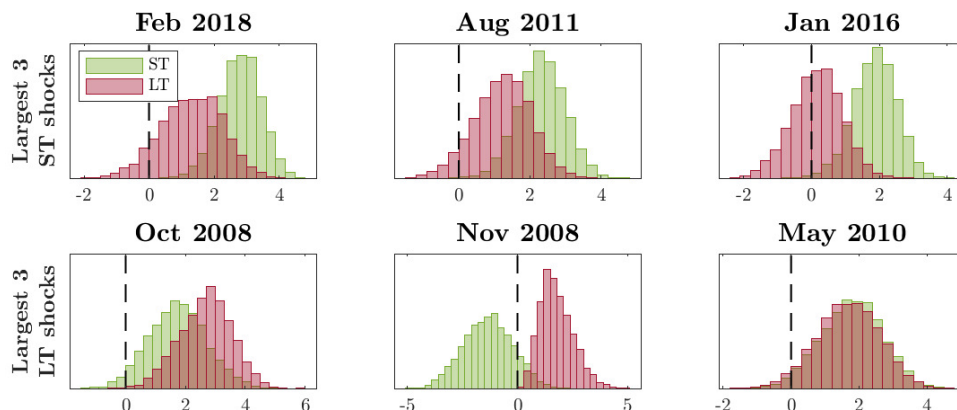 Feb 2018
Aug 2011
Jan 2016
Largest 3
ST shocks
ST
LT
-2 0 2 4
0 2 4
-2 0 2 4
Oct 2008
Nov 2008
May 2010
Largest 3
LT shocks
0 2 4 6
-5 0 5
-2 0 2 4